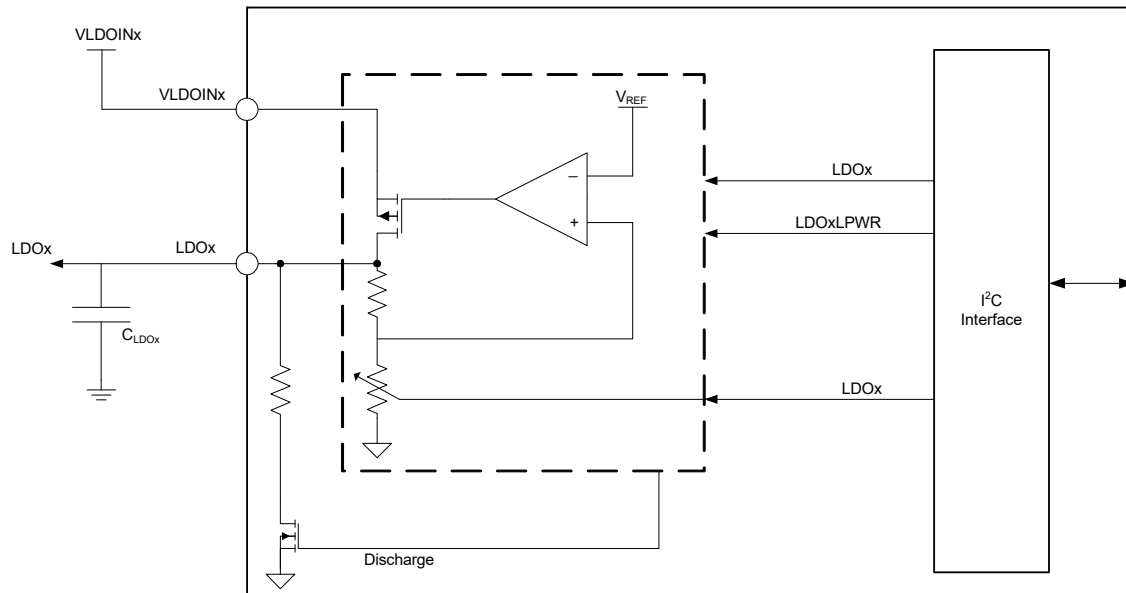 VLDOINx
VLDOINx
VREF
−
+
LDOx
LDOxLPWR
LDOx
LDOx
CLDOx
I²C
Interface
LDOx
Discharge